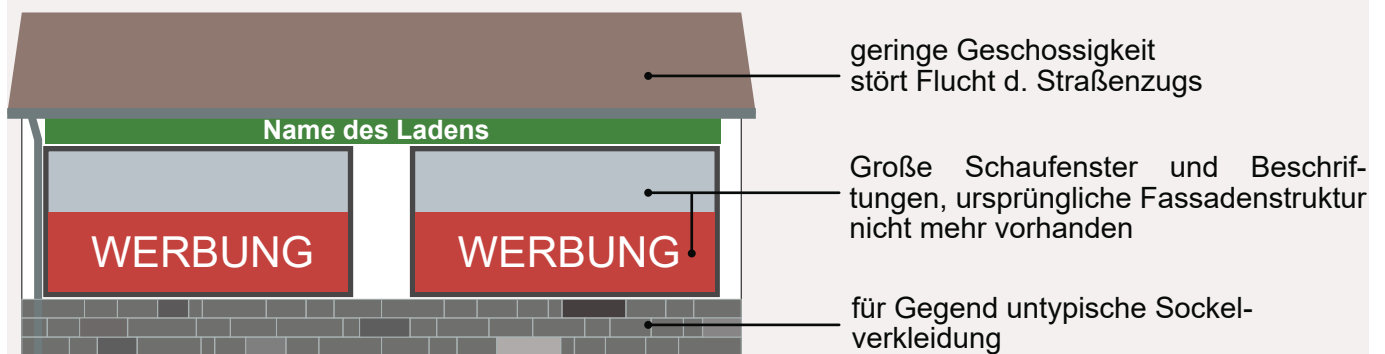 geringe Geschossigkeit
stört Flucht d. Straßenzugs
Name des Ladens
Große Schaufenster und Beschrif-
tungen, ursprüngliche Fassadenstruktur
nicht mehr vorhanden
WERBUNG
WERBUNG
für Gegend untypische Sockel-
verkleidung